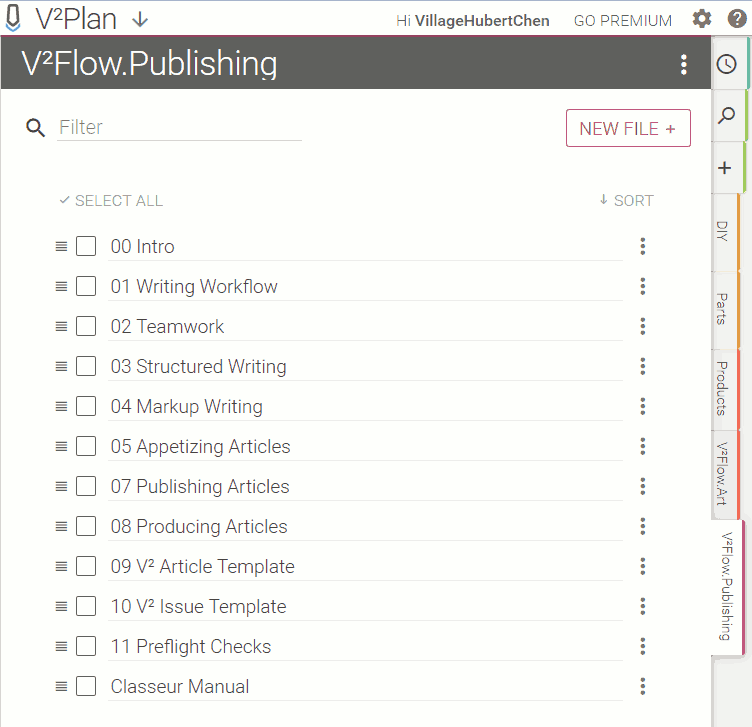 V²Plan
Hi VillageHubertChen
GO PREMIUM
V²Flow.Publishing
Filter
NEW FILE +
SELECT ALL
SORT
00 Intro
01 Writing Workflow
02 Teamwork
03 Structured Writing
04 Markup Writing
05 Appetizing Articles
07 Publishing Articles
08 Producing Articles
09 V² Article Template
10 V² Issue Template
11 Preflight Checks
Classeur Manual
DIY
Parts
Products
V²Flow.Art
V²Flow.Publishing